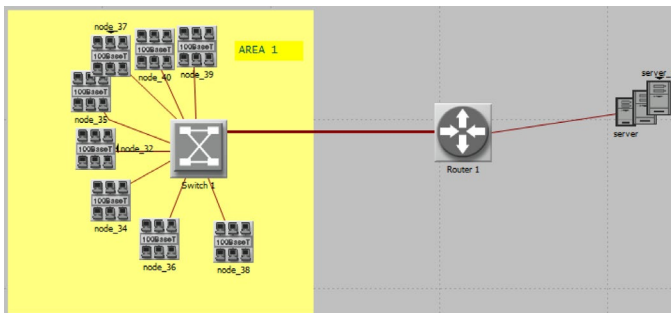 node_37
100BaseT
100BaseT
node_40
100BaseT
node_39
AREA 1
100BaseT
node_35
100BaseT
node_32
100BaseT
node_34
Switch 1
100BaseT
node_36
100BaseT
node_38
Router 1
server_
server